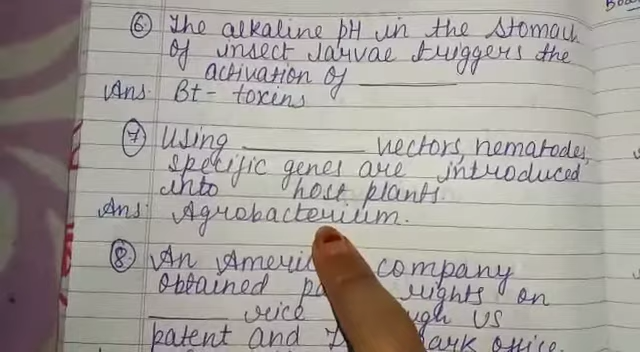 ⑥ The alkaline pH in the stomach
of insect larvae triggers the
activation of ________
Ans: Bt- toxins
⑦ Using ________ vectors, nematodes,
specific genes are introduced
into host plants.
Ans: Agrobacterium.
⑧ An company
obtained rights on
________ rice US
patent and office.